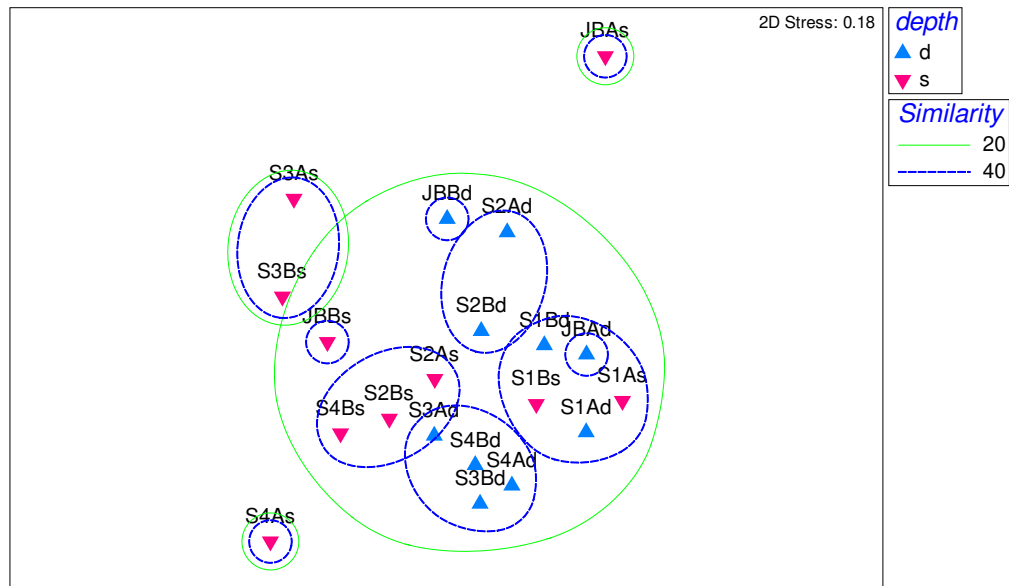 2D Stress: 0.18
JBAs
S3As
JBBd
S2Ad
S3Bs
JBBs
S2Bd
S1Bd
JBAd
S2As
S1Bs
S1As
S2Bs
S4Bs
S3Ad
S1Ad
S4Bd
S4Ad
S3Bd
S4As
depth
d
s
Similarity
20
40